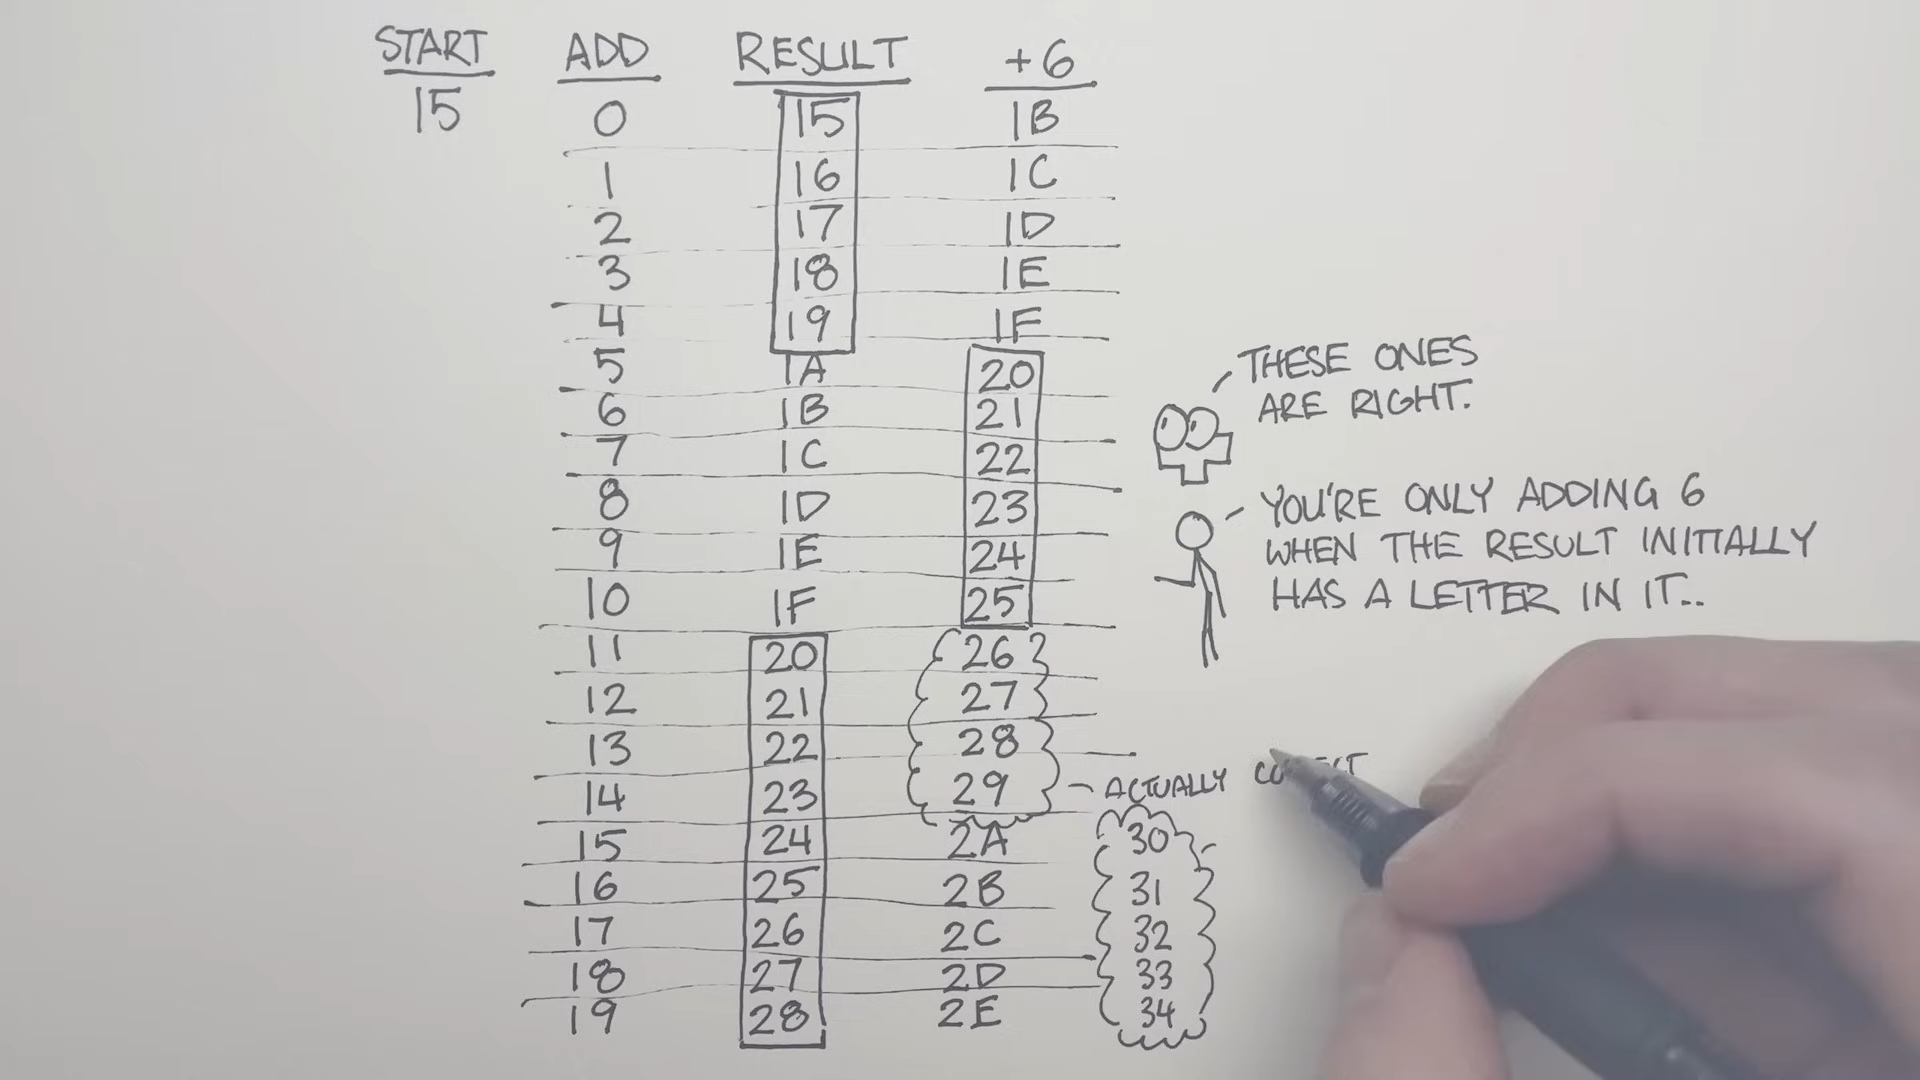 START ADD RESULT +6
15 0 15 1B
1 16 1C
2 17 1D
3 18 1E
4 19 1F
5 1A 20
6 1B 21
7 1C 22
8 1D 23
9 1E 24
10 1F 25
11 20 26
12 21 27
13 22 28
14 23 29
15 24 2A 30
16 25 2B 31
17 26 2C 32
18 27 2D 33
19 28 2E 34
THESE ONES
ARE RIGHT.
YOU'RE ONLY ADDING 6
WHEN THE RESULT INITIALLY
HAS A LETTER IN IT..
ACTUALLY